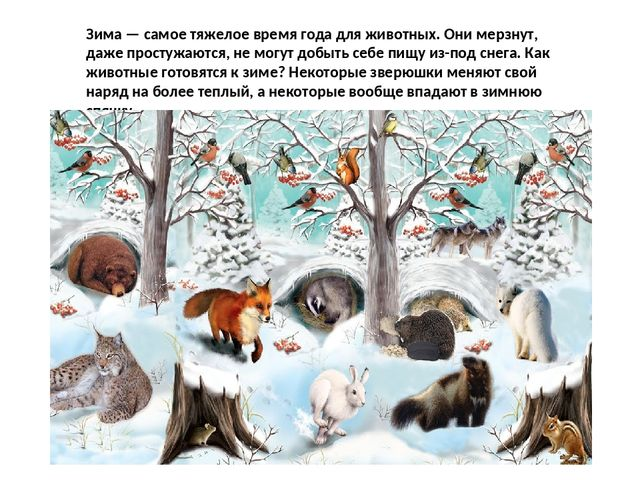 Зима — самое тяжелое время года для животных. Они мерзнут,
даже простужаются, не могут добыть себе пищу из-под снега. Как
животные готовятся к зиме? Некоторые зверюшки меняют свой
наряд на более теплый, а некоторые вообще впадают в зимнюю